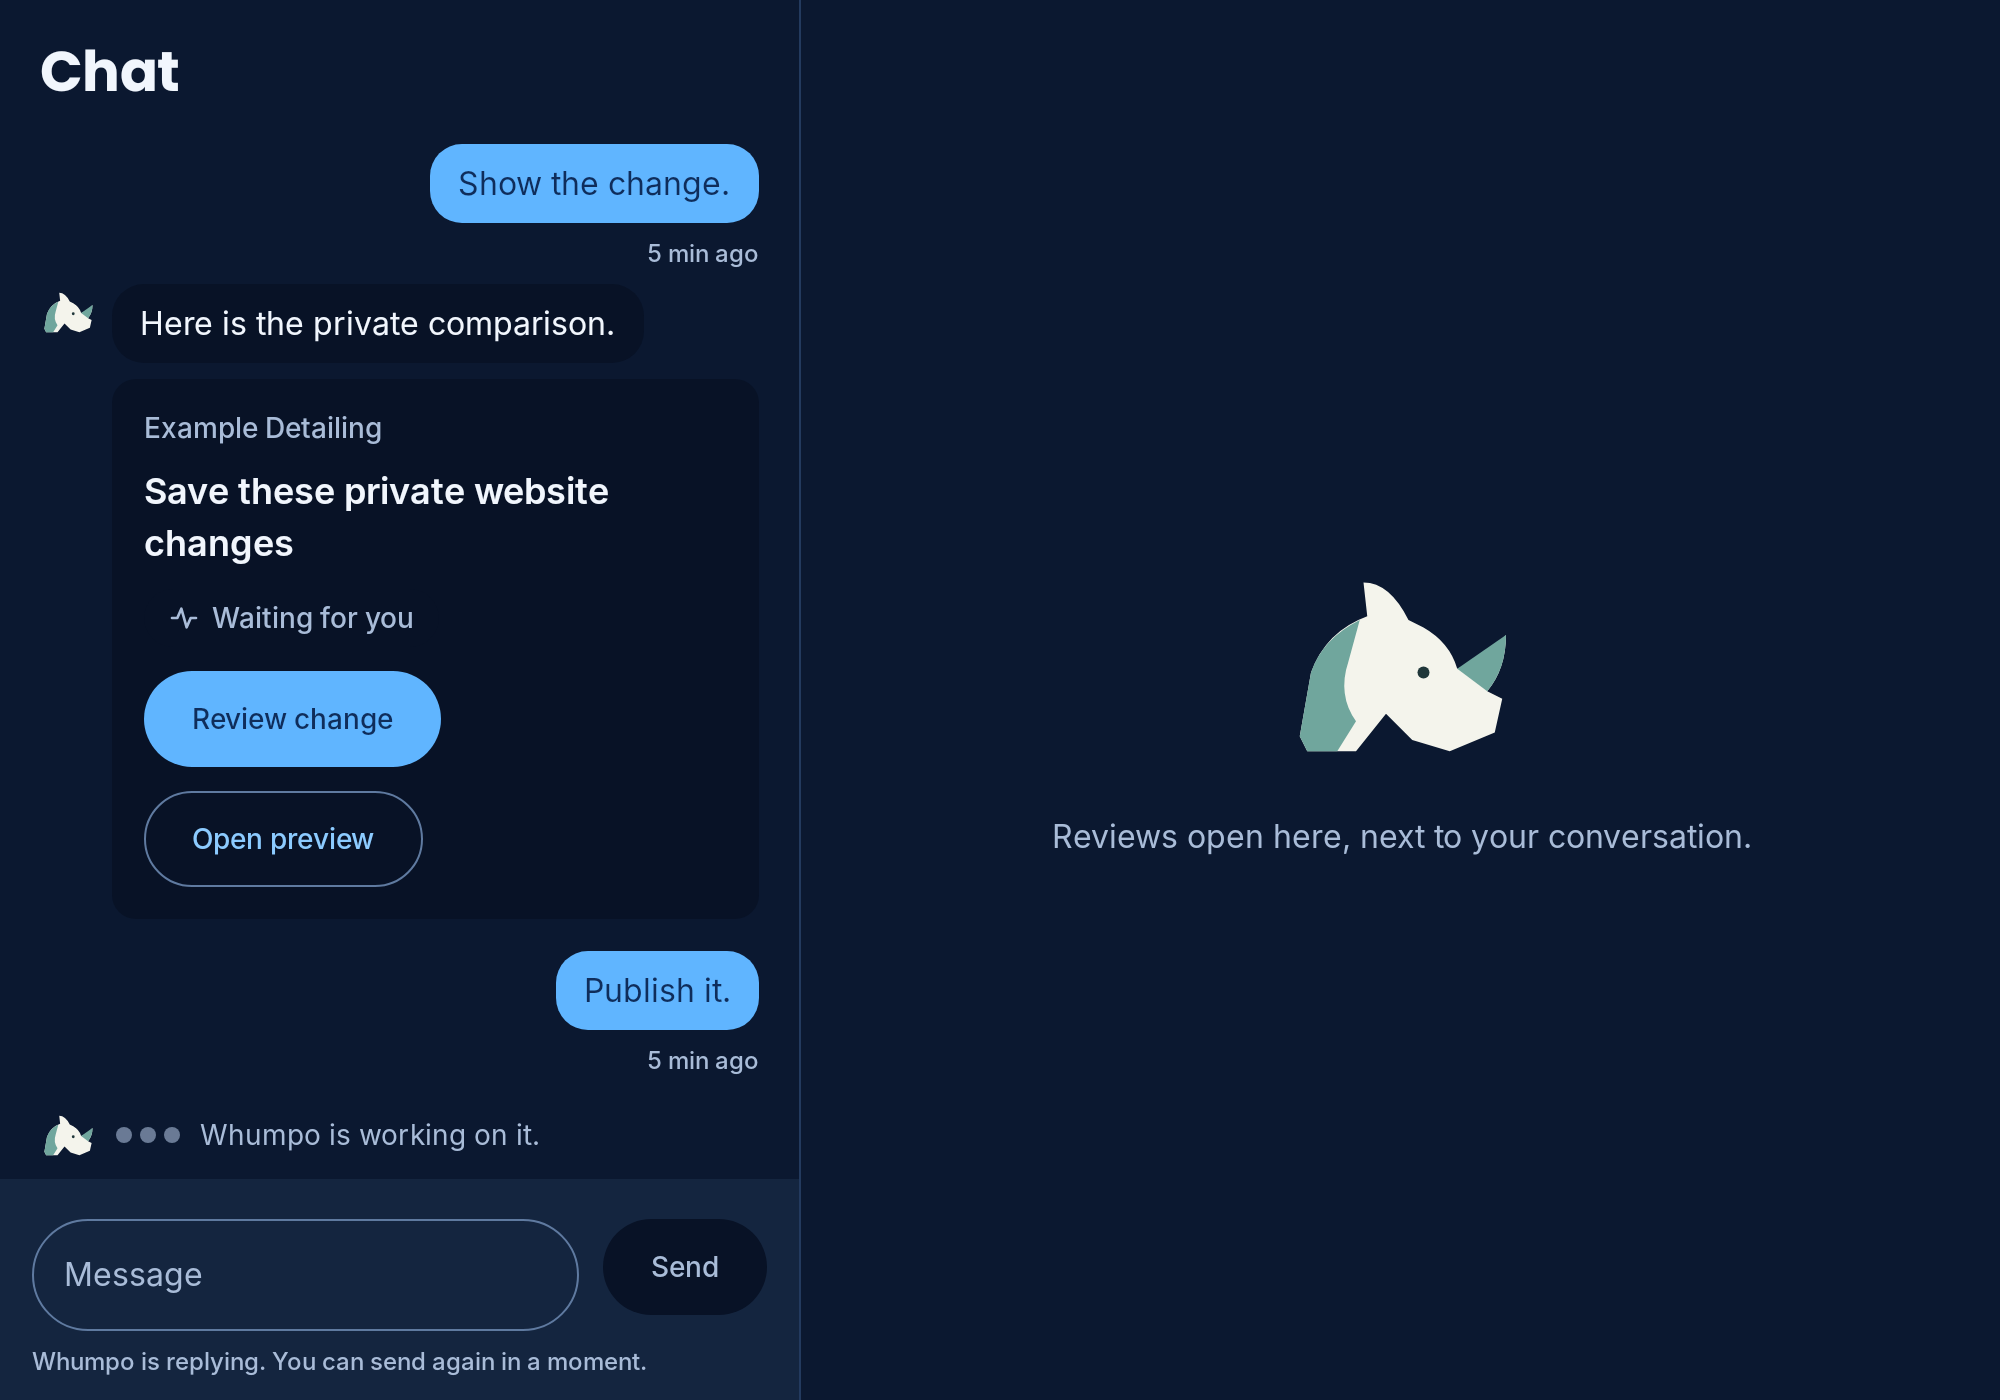 Chat
Show the change.
5 min ago
Here is the private comparison.
Example Detailing
Save these private website
changes
Waiting for you
Review change
Open preview
Publish it.
5 min ago
Whumpo is working on it.
Message
Send
Whumpo is replying. You can send again in a moment.
Reviews open here, next to your conversation.